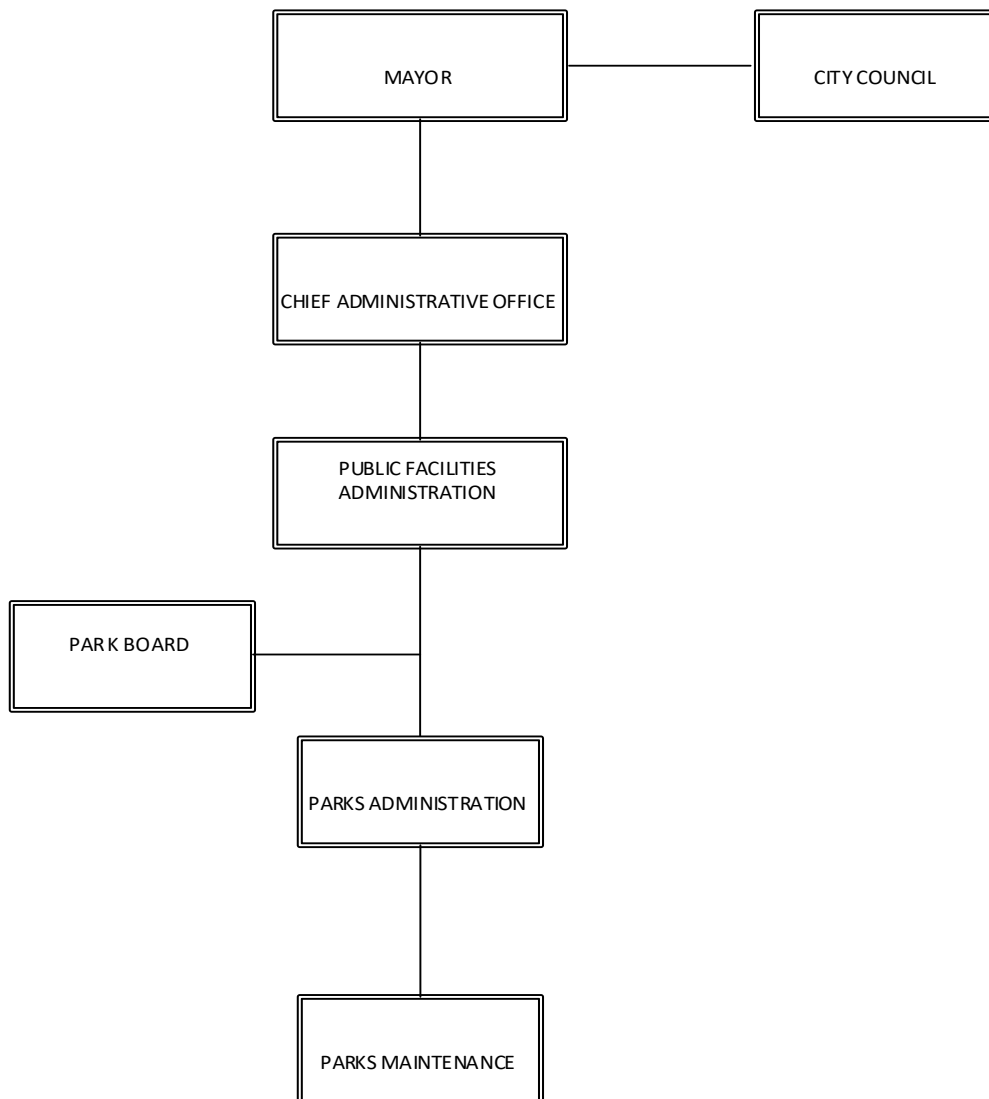 MAYOR
CITY COUNCIL
CHIEF ADMINISTRATIVE OFFICE
PUBLIC FACILITIES
ADMINISTRATION
PARK BOARD
PARKS ADMINISTRATION
PARKS MAINTENANCE